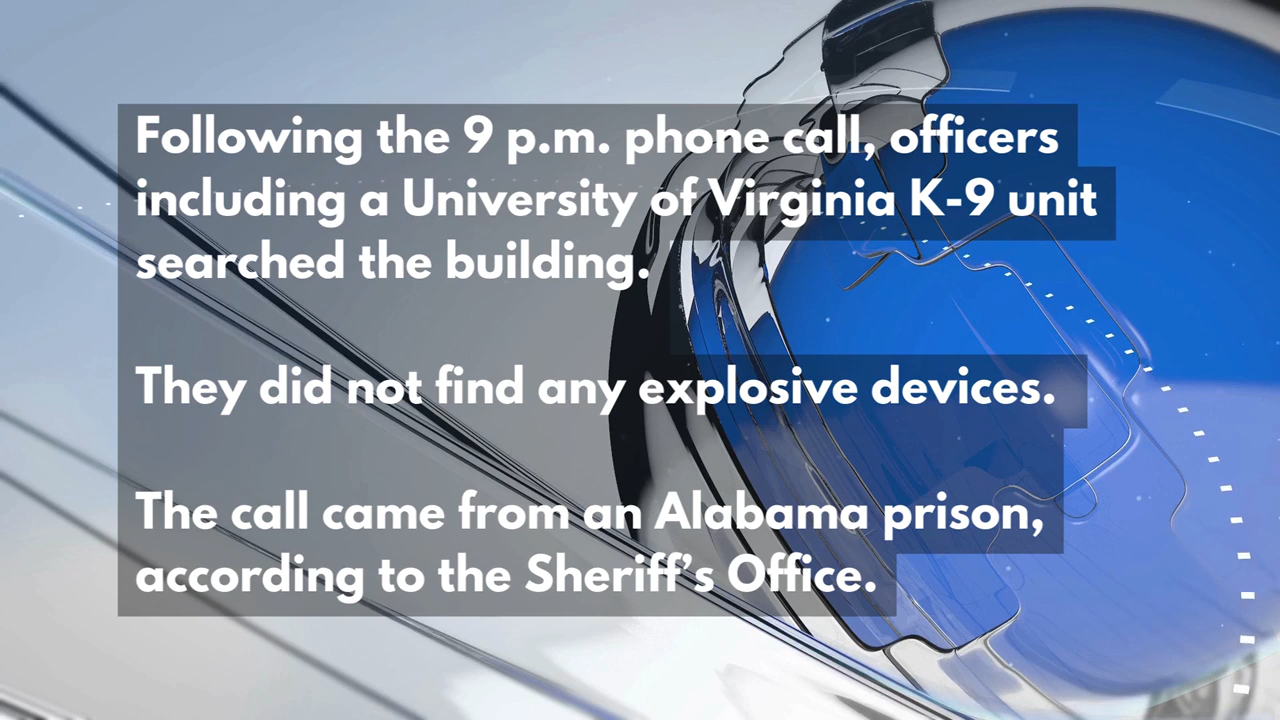 Following the 9 p.m. phone call, officers
including a University of Virginia K-9 unit
searched the building.
They did not find any explosive devices.
The call came from an Alabama prison,
according to the Sheriff’s Office.